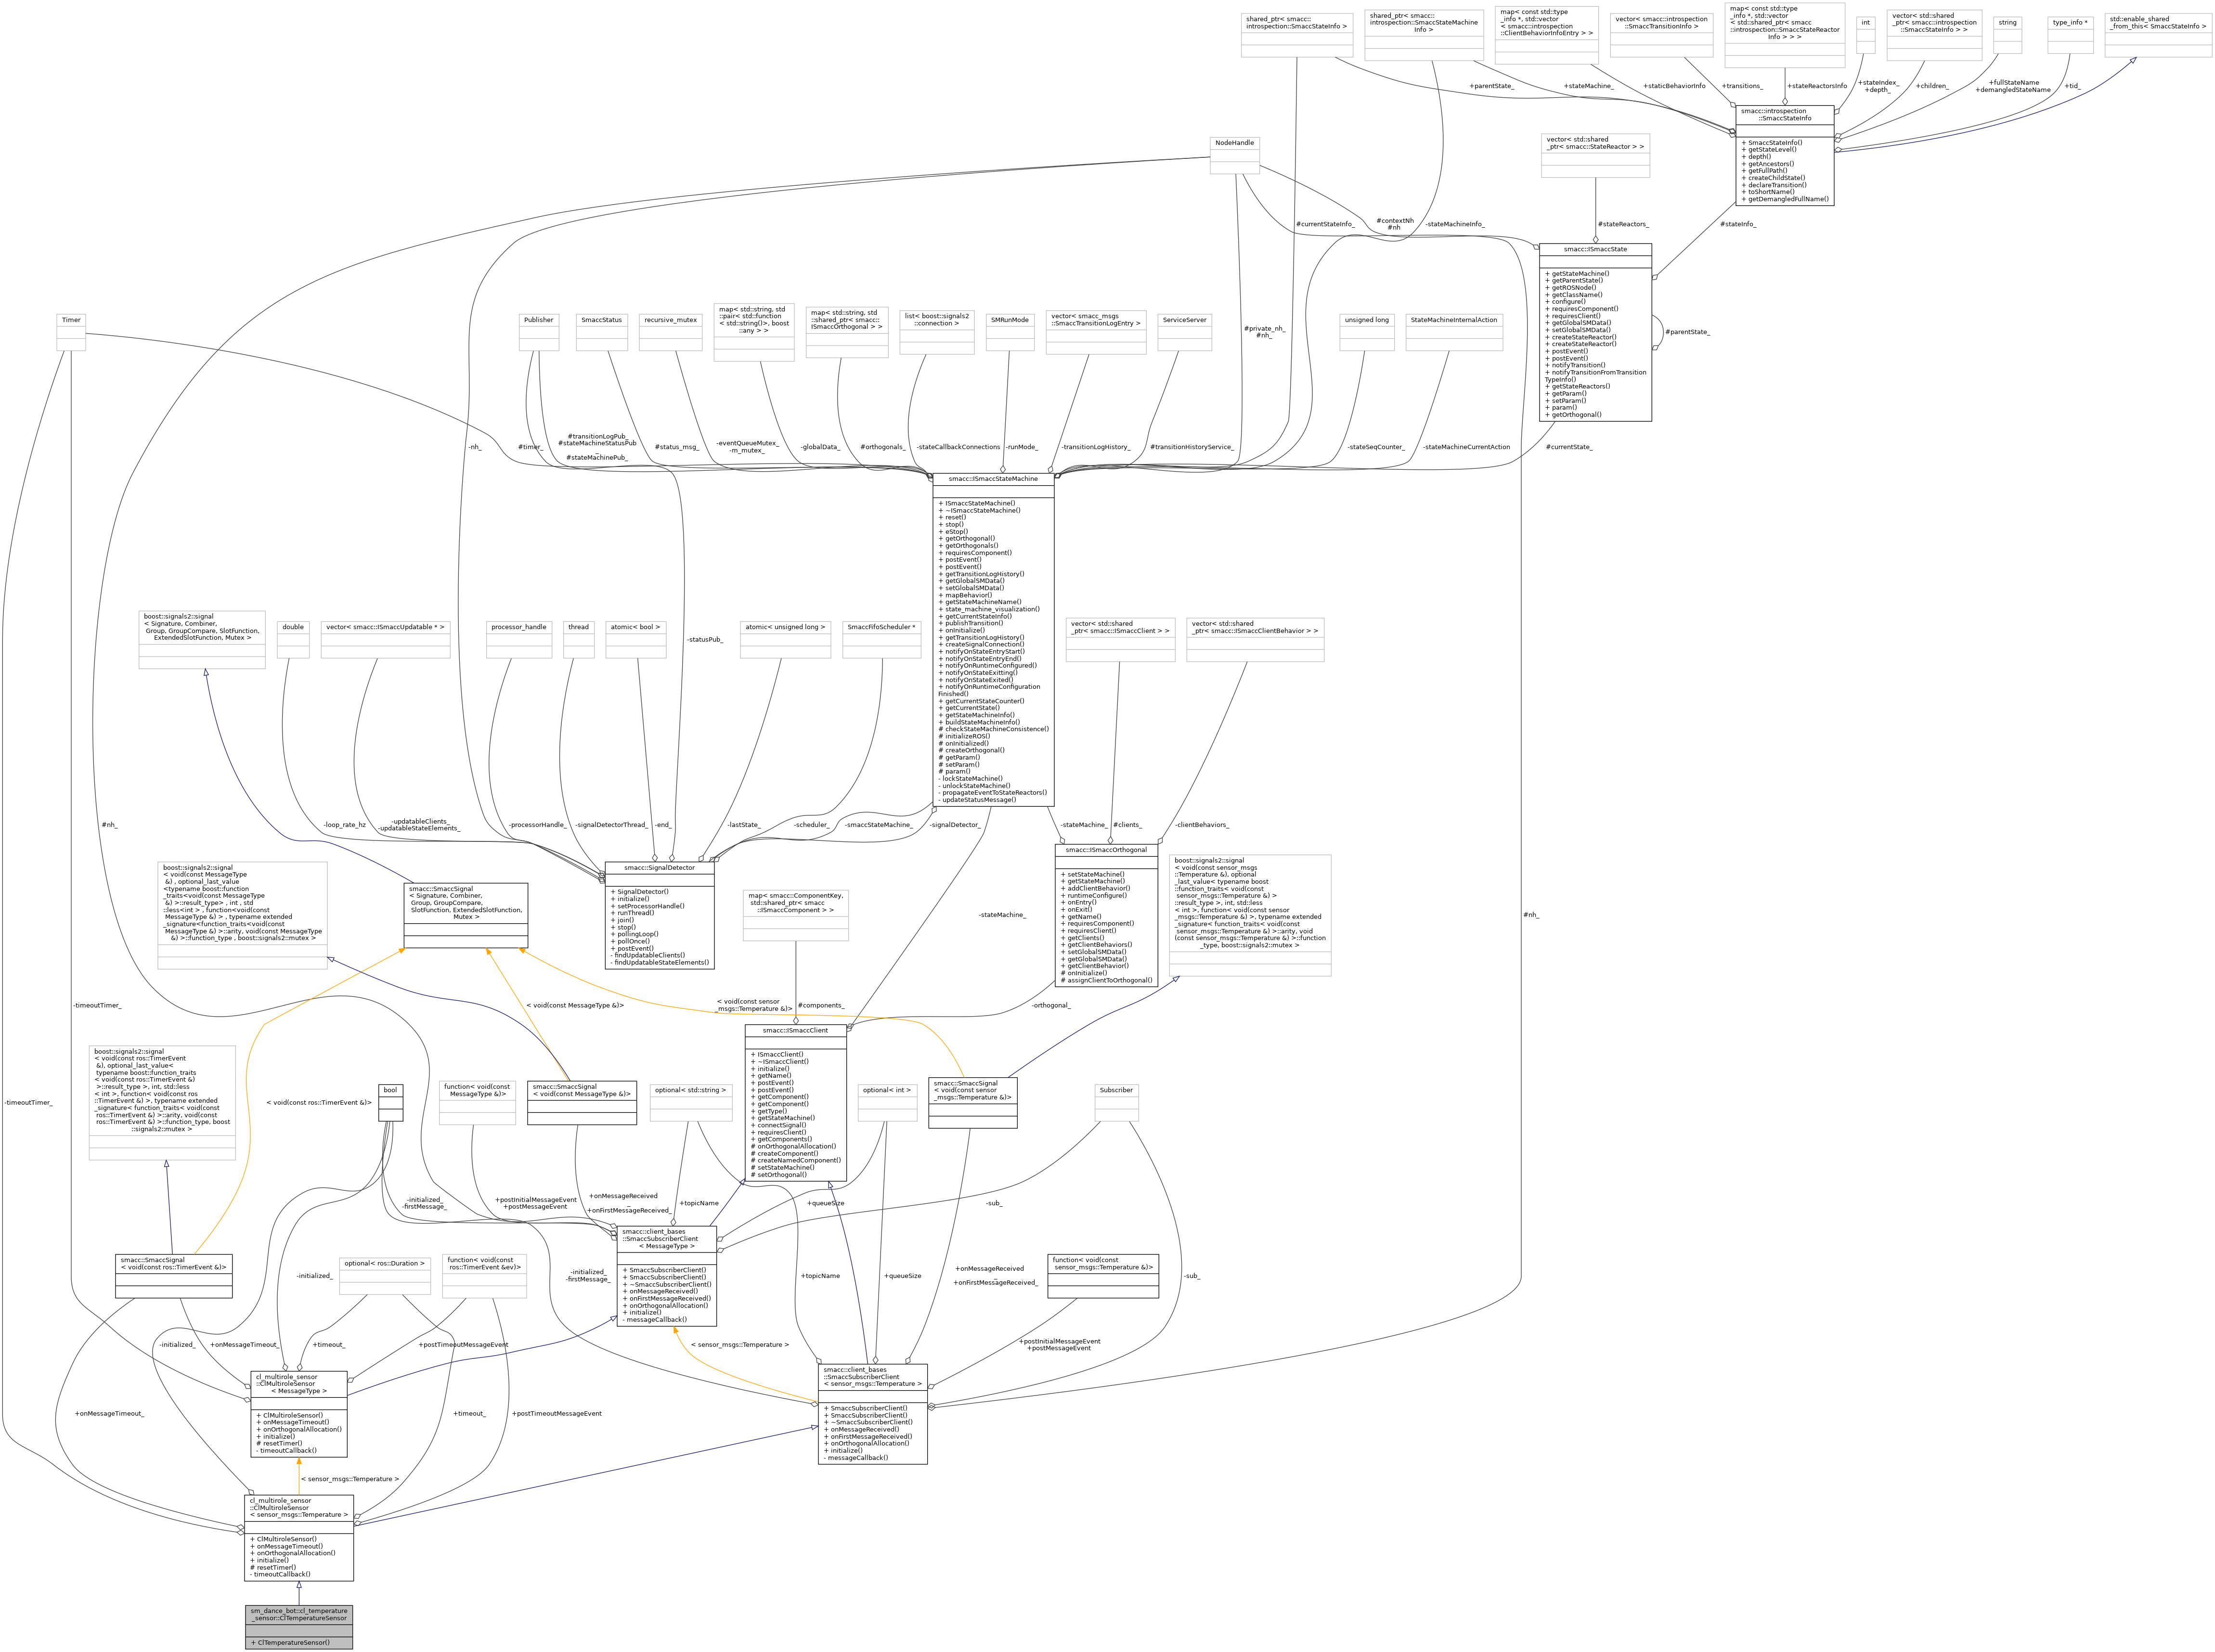 shared_ptr< smacc::
introspection::SmaccStateInfo >
shared_ptr< smacc::
introspection::SmaccStateMachine
Info >
map< const std::type
_info *, std::vector
< smacc::introspection
::ClientBehaviorInfoEntry > >
vector< smacc::introspection
::SmaccTransitionInfo >
map< const std::type
_info *, std::vector
< std::shared_ptr< smacc
::introspection::SmaccStateReactor
Info > > >
int
vector< std::shared
_ptr< smacc::introspection
::SmaccStateInfo > >
string
type_info *
std::enable_shared
_from_this< SmaccStateInfo >
+parentState_
+stateMachine_
+staticBehaviorInfo
+transitions_
+stateReactorsInfo
+stateIndex_
+depth_
+children_
+fullStateName
+demangledStateName
+tid_
smacc::introspection
::SmaccStateInfo
+ SmaccStateInfo()
+ getStateLevel()
+ depth()
+ getAncestors()
+ getFullPath()
+ createChildState()
+ declareTransition()
+ toShortName()
+ getDemangledFullName()
NodeHandle
vector< std::shared
_ptr< smacc::StateReactor > >
#currentStateInfo_
-stateMachineInfo_
#contextNh
#nh
#stateReactors_
#stateInfo_
smacc::ISmaccState
+ getStateMachine()
+ getParentState()
+ getROSNode()
+ getClassName()
+ configure()
+ requiresComponent()
+ requiresClient()
+ getGlobalSMData()
+ setGlobalSMData()
+ createStateReactor()
+ createStateReactor()
+ postEvent()
+ postEvent()
+ notifyTransition()
+ notifyTransitionFromTransition
TypeInfo()
+ getStateReactors()
+ getParam()
+ setParam()
+ param()
+ getOrthogonal()
#parentState_
Timer
Publisher
SmaccStatus
recursive_mutex
map< std::string, std
::pair< std::function
< std::string()>, boost
::any > >
map< std::string, std
::shared_ptr< smacc::
ISmaccOrthogonal > >
list< boost::signals2
::connection >
SMRunMode
vector< smacc_msgs
::SmaccTransitionLogEntry >
ServiceServer
#private_nh_
#nh_
unsigned long
StateMachineInternalAction
-nh_
#timer_
#transitionLogPub_
#stateMachineStatusPub
_
#stateMachinePub_
#status_msg_
-eventQueueMutex_
-m_mutex_
-globalData_
#orthogonals_
-stateCallbackConnections
-runMode_
-transitionLogHistory_
#transitionHistoryService_
-stateSeqCounter_
-stateMachineCurrentAction
#currentState_
smacc::ISmaccStateMachine
+ ISmaccStateMachine()
+ ~ISmaccStateMachine()
+ reset()
+ stop()
+ eStop()
+ getOrthogonal()
+ getOrthogonals()
+ requiresComponent()
+ postEvent()
+ postEvent()
+ getTransitionLogHistory()
+ getGlobalSMData()
+ setGlobalSMData()
+ mapBehavior()
+ getStateMachineName()
+ state_machine_visualization()
+ getCurrentStateInfo()
+ publishTransition()
+ onInitialize()
+ getTransitionLogHistory()
+ createSignalConnection()
+ notifyOnStateEntryStart()
+ notifyOnStateEntryEnd()
+ notifyOnRuntimeConfigured()
+ notifyOnStateExitting()
+ notifyOnStateExited()
+ notifyOnRuntimeConfiguration
Finished()
+ getCurrentStateCounter()
+ getCurrentState()
+ getStateMachineInfo()
+ buildStateMachineInfo()
# checkStateMachineConsistence()
# initializeROS()
# onInitialized()
# createOrthogonal()
# getParam()
# setParam()
# param()
- lockStateMachine()
- unlockStateMachine()
- propagateEventToStateReactors()
- updateStatusMessage()
boost::signals2::signal
< Signature, Combiner,
Group, GroupCompare, SlotFunction,
ExtendedSlotFunction, Mutex >
double
vector< smacc::ISmaccUpdatable * >
processor_handle
thread
atomic< bool >
-statusPub_
atomic< unsigned long >
SmaccFifoScheduler *
vector< std::shared
_ptr< smacc::ISmaccClient > >
vector< std::shared
_ptr< smacc::ISmaccClientBehavior > >
#nh_
-loop_rate_hz
-updatableClients_
-updatableStateElements_
-processorHandle_
-signalDetectorThread_
-end_
-lastState_
-scheduler_
-smaccStateMachine_
-signalDetector_
-stateMachine_
#clients_
-clientBehaviors_
smacc::SignalDetector
+ SignalDetector()
+ initialize()
+ setProcessorHandle()
+ runThread()
+ join()
+ stop()
+ pollingLoop()
+ pollOnce()
+ postEvent()
- findUpdatableClients()
- findUpdatableStateElements()
smacc::ISmaccOrthogonal
+ setStateMachine()
+ getStateMachine()
+ addClientBehavior()
+ runtimeConfigure()
+ onEntry()
+ onExit()
+ getName()
+ requiresComponent()
+ requiresClient()
+ getClients()
+ getClientBehaviors()
+ setGlobalSMData()
+ getGlobalSMData()
+ getClientBehavior()
# onInitialize()
# assignClientToOrthogonal()
boost::signals2::signal
< void(const MessageType
&) , optional_last_value
<typename boost::function
_traits<void(const MessageType
&) >::result_type> , int , std
::less<int > , function<void(const
MessageType &) > , typename extended
_signature<function_traits<void(const
MessageType &) >::arity, void(const MessageType
&) >::function_type , boost::signals2::mutex >
smacc::SmaccSignal
< Signature, Combiner,
Group, GroupCompare,
SlotFunction, ExtendedSlotFunction,
Mutex >
map< smacc::ComponentKey,
std::shared_ptr< smacc
::ISmaccComponent > >
boost::signals2::signal
< void(const sensor_msgs
::Temperature &), optional
_last_value< typename boost
::function_traits< void(const
sensor_msgs::Temperature &) >
::result_type >, int, std::less
< int >, function< void(const sensor
_msgs::Temperature &) >, typename extended
_signature< function_traits< void(const
sensor_msgs::Temperature &) >::arity, void
(const sensor_msgs::Temperature &) >::function
_type, boost::signals2::mutex >
-stateMachine_
#nh_
-timeoutTimer_
< void(const MessageType &)>
< void(const sensor
_msgs::Temperature &)>
#components_
-orthogonal_
smacc::ISmaccClient
+ ISmaccClient()
+ ~ISmaccClient()
+ initialize()
+ getName()
+ postEvent()
+ postEvent()
+ getComponent()
+ getComponent()
+ getType()
+ getStateMachine()
+ connectSignal()
+ requiresClient()
+ getComponents()
# onOrthogonalAllocation()
# createComponent()
# createNamedComponent()
# setStateMachine()
# setOrthogonal()
boost::signals2::signal
< void(const ros::TimerEvent
&), optional_last_value<
typename boost::function_traits
< void(const ros::TimerEvent &)
>::result_type >, int, std::less
< int >, function< void(const ros
::TimerEvent &) >, typename extended
_signature< function_traits< void(const
ros::TimerEvent &) >::arity, void(const
ros::TimerEvent &) >::function_type, boost
::signals2::mutex >
-timeoutTimer_
< void(const ros::TimerEvent &)>
bool
function< void(const
MessageType &)>
smacc::SmaccSignal
< void(const MessageType &)>
optional< std::string >
optional< int >
smacc::SmaccSignal
< void(const sensor
_msgs::Temperature &)>
Subscriber
-initialized_
-firstMessage_
+postInitialMessageEvent
+postMessageEvent
+onMessageReceived
_
+onFirstMessageReceived_
+topicName
+queueSize
-sub_
smacc::client_bases
::SmaccSubscriberClient
< MessageType >
+ SmaccSubscriberClient()
+ SmaccSubscriberClient()
+ ~SmaccSubscriberClient()
+ onMessageReceived()
+ onFirstMessageReceived()
+ onOrthogonalAllocation()
+ initialize()
- messageCallback()
smacc::SmaccSignal
< void(const ros::TimerEvent &)>
-initialized_
optional< ros::Duration >
function< void(const
ros::TimerEvent &ev)>
-initialized_
-firstMessage_
+topicName
+queueSize
+onMessageReceived
_
+onFirstMessageReceived_
function< void(const
sensor_msgs::Temperature &)>
-sub_
-initialized_
+onMessageTimeout_
+timeout_
+postTimeoutMessageEvent
< sensor_msgs::Temperature >
+postInitialMessageEvent
+postMessageEvent
cl_multirole_sensor
::ClMultiroleSensor
< MessageType >
+ ClMultiroleSensor()
+ onMessageTimeout()
+ onOrthogonalAllocation()
+ initialize()
# resetTimer()
- timeoutCallback()
smacc::client_bases
::SmaccSubscriberClient
< sensor_msgs::Temperature >
+ SmaccSubscriberClient()
+ SmaccSubscriberClient()
+ ~SmaccSubscriberClient()
+ onMessageReceived()
+ onFirstMessageReceived()
+ onOrthogonalAllocation()
+ initialize()
- messageCallback()
+onMessageTimeout_
+timeout_
+postTimeoutMessageEvent
< sensor_msgs::Temperature >
cl_multirole_sensor
::ClMultiroleSensor
< sensor_msgs::Temperature >
+ ClMultiroleSensor()
+ onMessageTimeout()
+ onOrthogonalAllocation()
+ initialize()
# resetTimer()
- timeoutCallback()
sm_dance_bot::cl_temperature
_sensor::ClTemperatureSensor
+ ClTemperatureSensor()